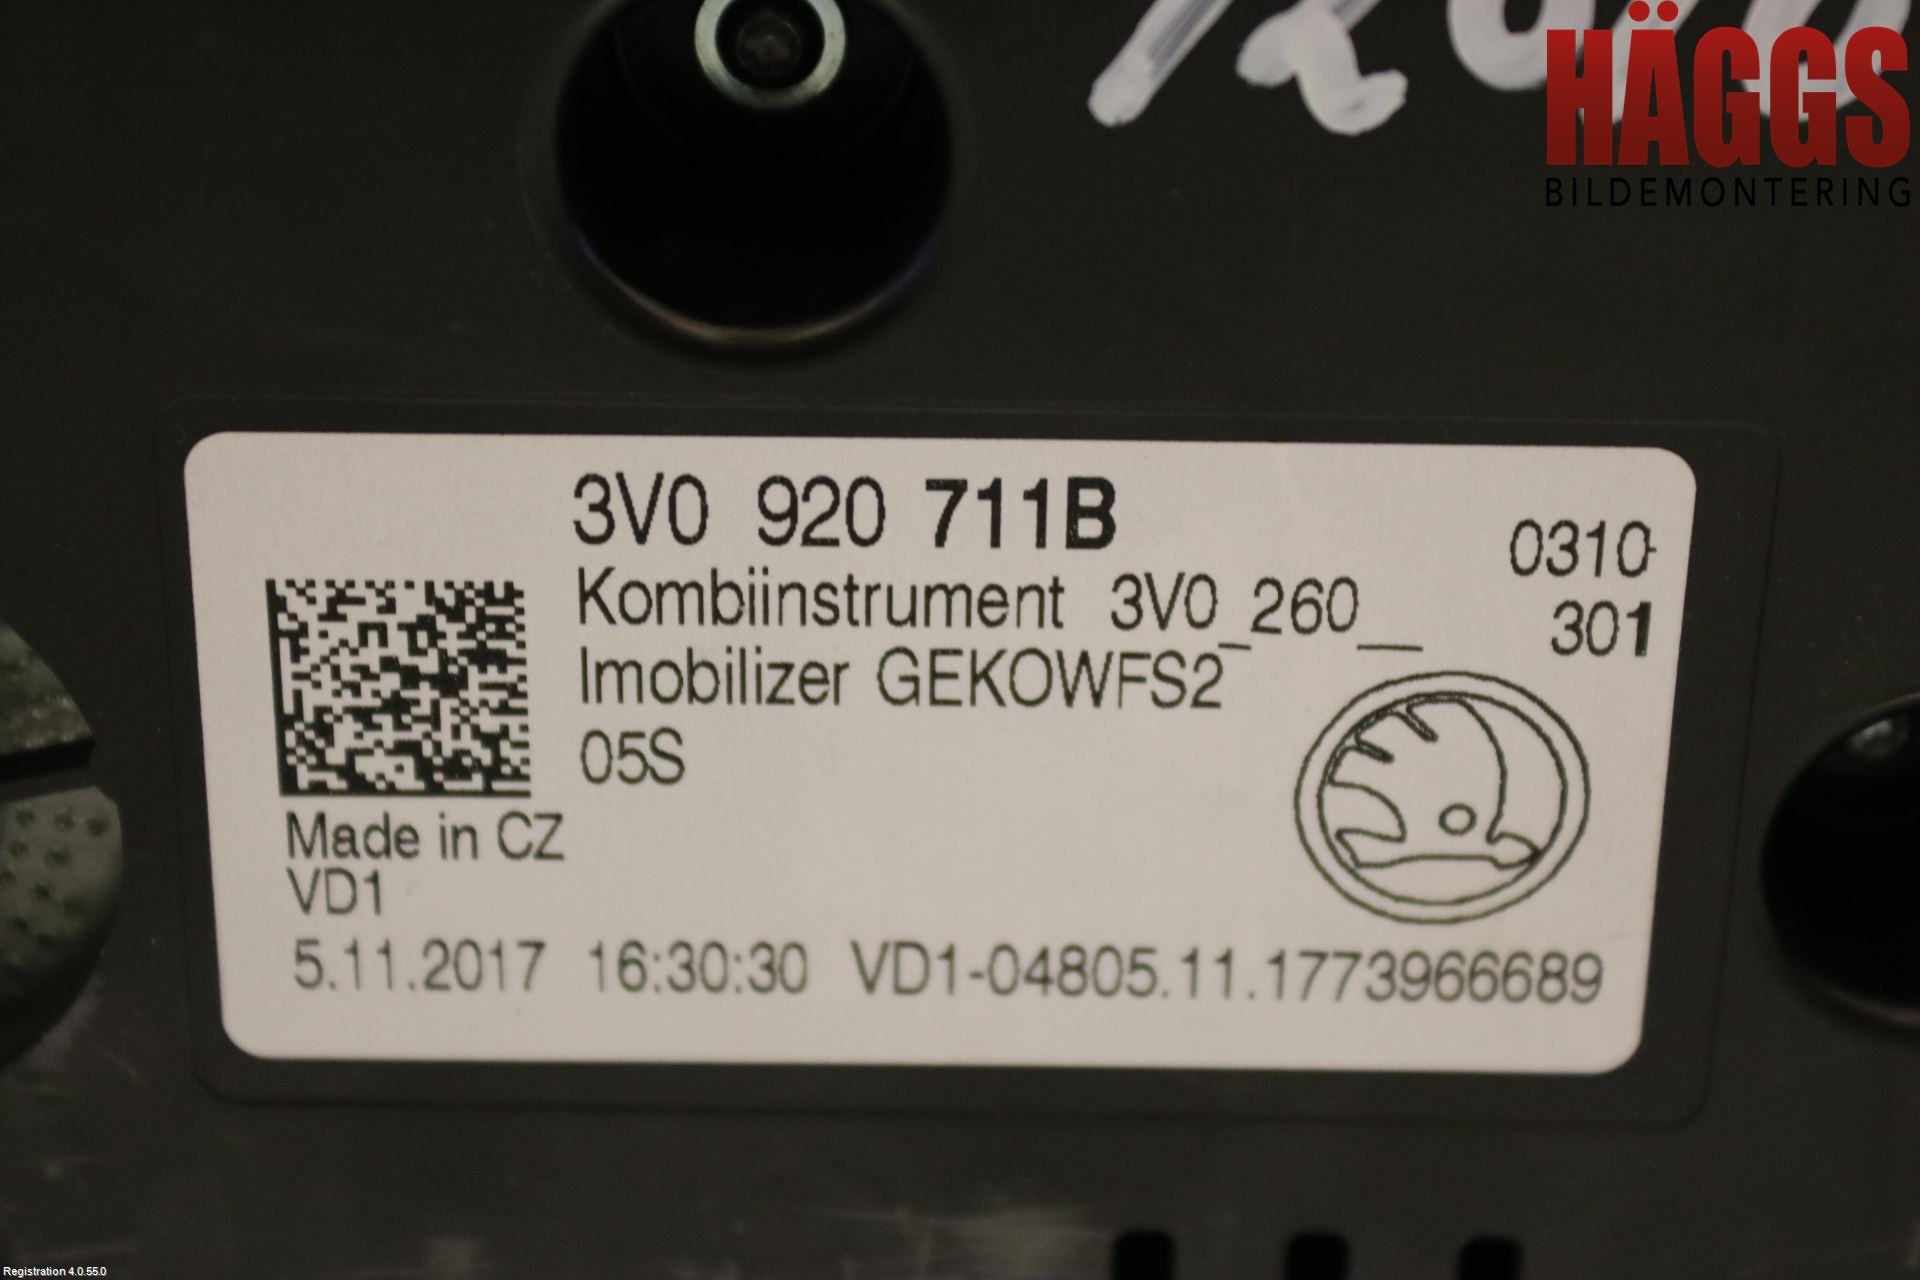 HÄGGS
BILDEMONTERING
3V0 920 711B
0310-
301
Kombiinstrument 3V0_260__
Imobilizer GEKOWFS2
05S
Made in CZ
VD1
5.11.2017 16:30:30 VD1-04805.11.1773966689
Registration 4.0.55.0